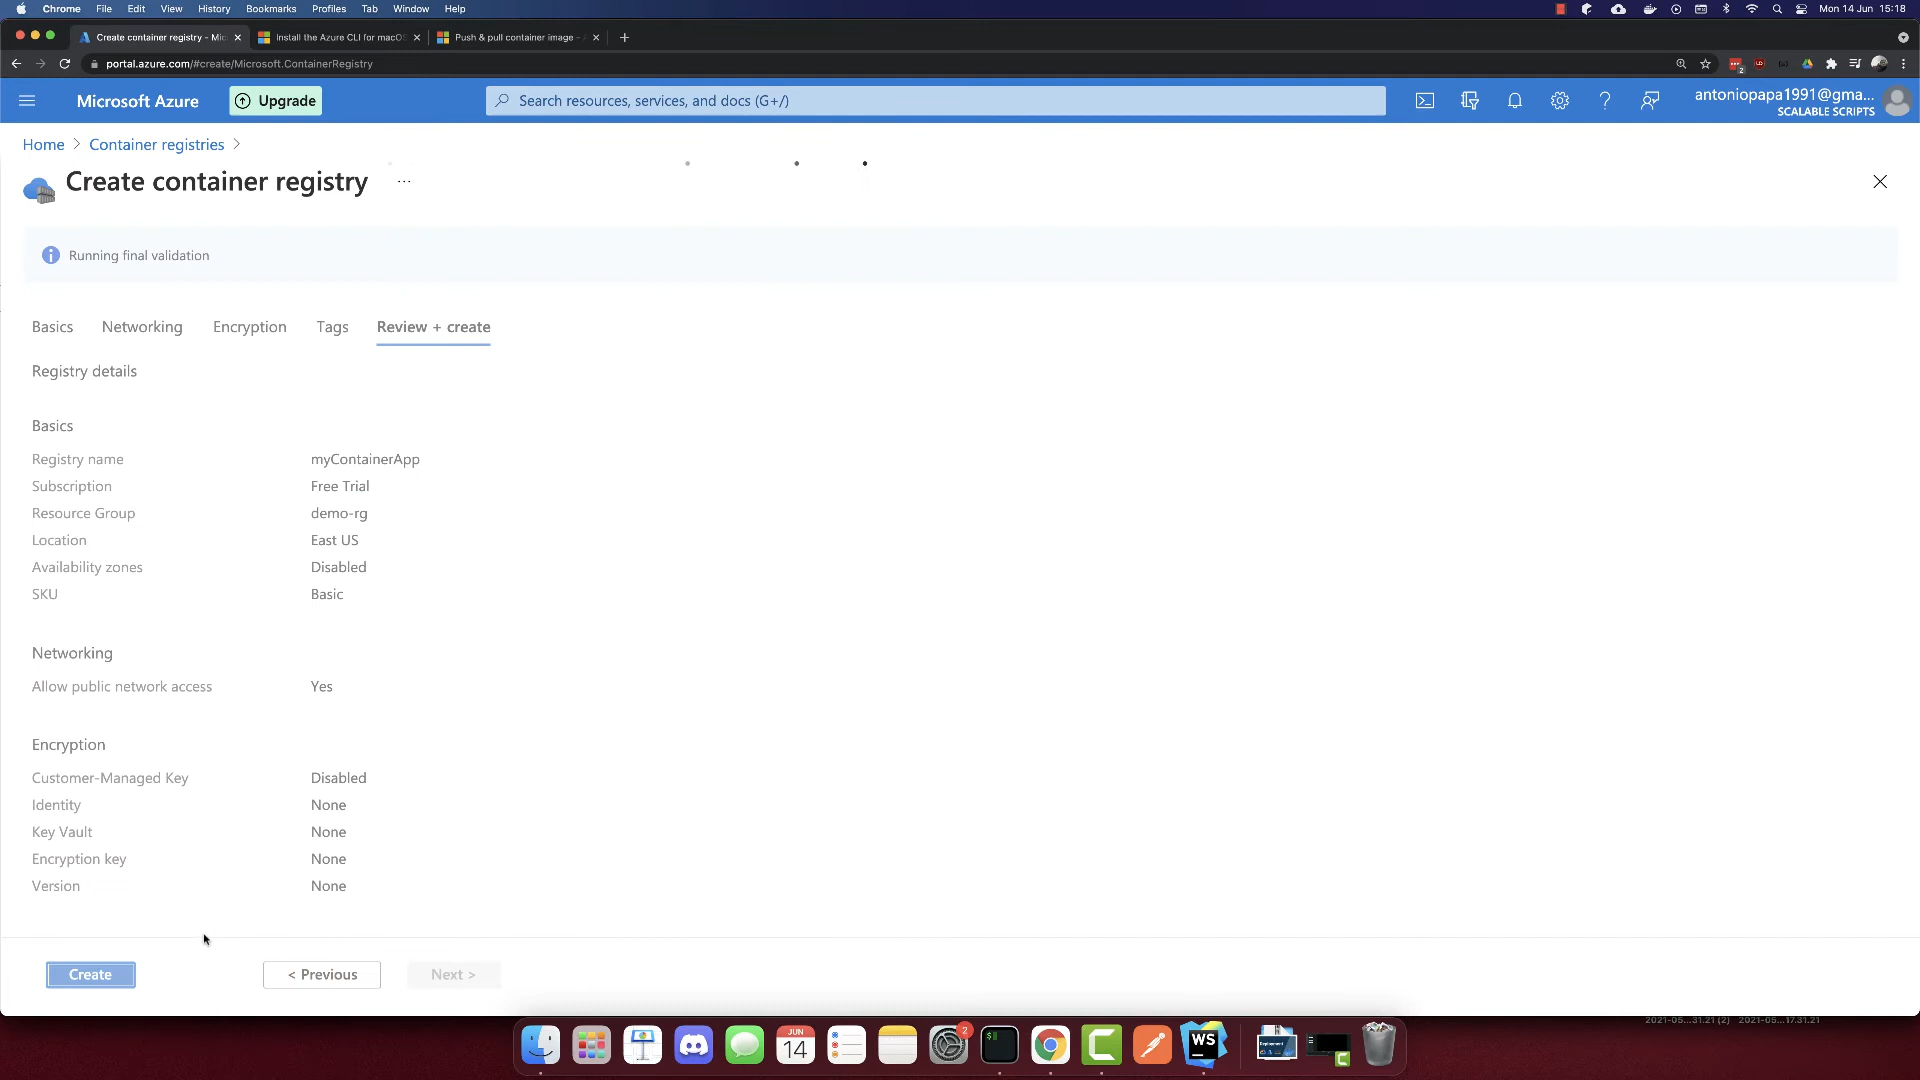 Chrome File Edit View History Bookmarks Profiles Tab Window Help Mon 14 Jun 15:18
Create container registry - Mic Install the Azure CLI for macO Push & pull container image -
portal.azure.com/#create/Microsoft.ContainerRegistry
Microsoft Azure Upgrade Search resources, services, and docs (G+/) antoniopapa1991@gma...
SCALABLE SCRIPTS
Home > Container registries >
Create container registry ...
Running final validation
Basics Networking Encryption Tags Review + create
Registry details
Basics
Registry name myContainerApp
Subscription Free Trial
Resource Group demo-rg
Location East US
Availability zones Disabled
SKU Basic
Networking
Allow public network access Yes
Encryption
Customer-Managed Key Disabled
Identity None
Key Vault None
Encryption key None
Version None
Create < Previous Next >
2021-05...31.21 (2) 2021-05...17.31.21
JUN
14
2
WS
Deployment